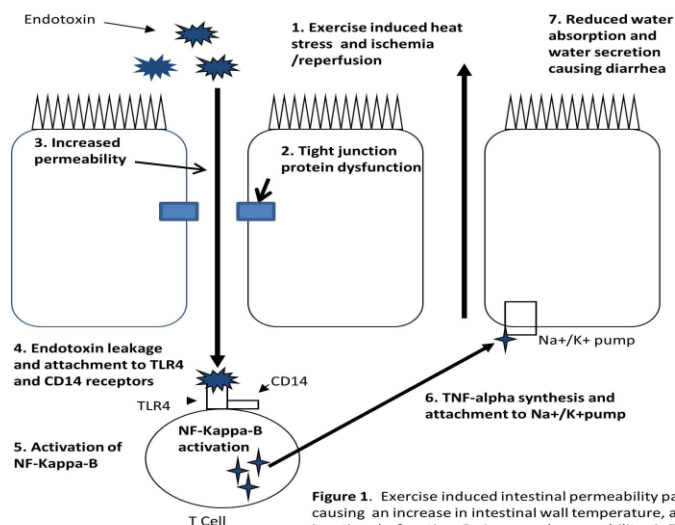 Endotoxin
1. Exercise induced heat
stress and ischemia
/reperfusion
7. Reduced water
absorption and
water secretion
causing diarrhea
3. Increased
permeability
2. Tight junction
protein dysfunction
4. Endotoxin leakage
and attachment to TLR4
and CD14 receptors
Na+/K+ pump
CD14
TLR4
6. TNF-alpha synthesis and
attachment to Na+/K+pump
5. Activation of
NF-Kappa-B
NF-Kappa-B
activation
T Cell
Figure 1. Exercise induced intestinal permeability
causing an increase in intestinal wall temperature,